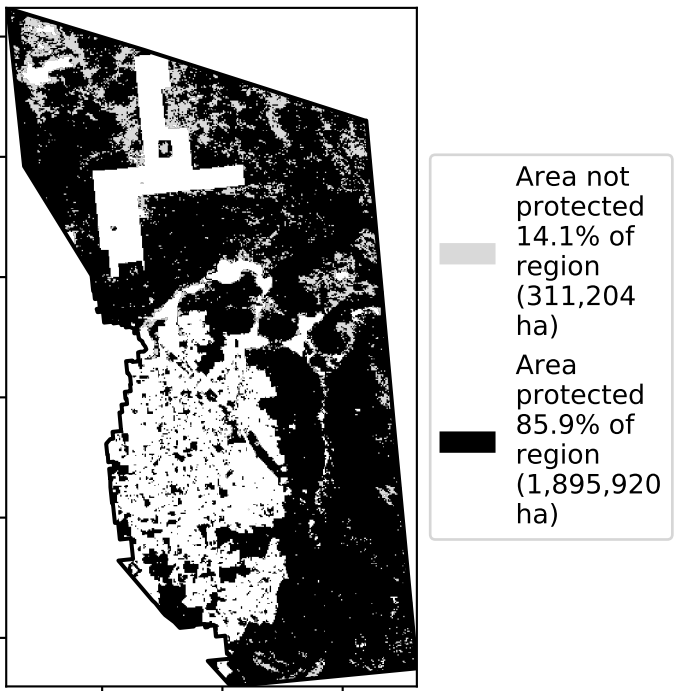 Area not
protected
14.1% of
region
(311,204
ha)
Area
protected
85.9% of
region
(1,895,920
ha)